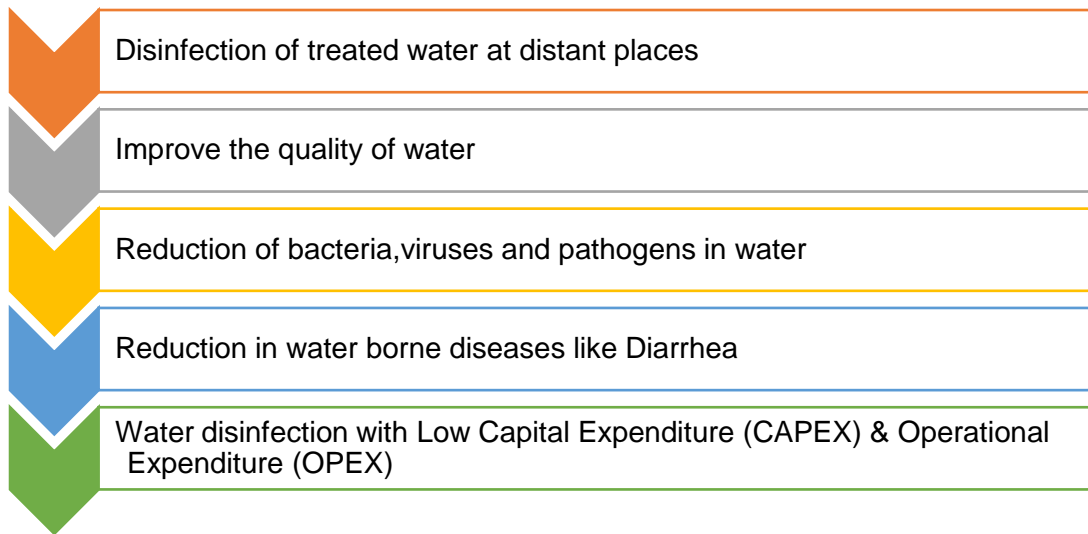 Disinfection of treated water at distant places
Improve the quality of water
Reduction of bacteria,viruses and pathogens in water
Reduction in water borne diseases like Diarrhea
Water disinfection with Low Capital Expenditure (CAPEX) & Operational
Expenditure (OPEX)